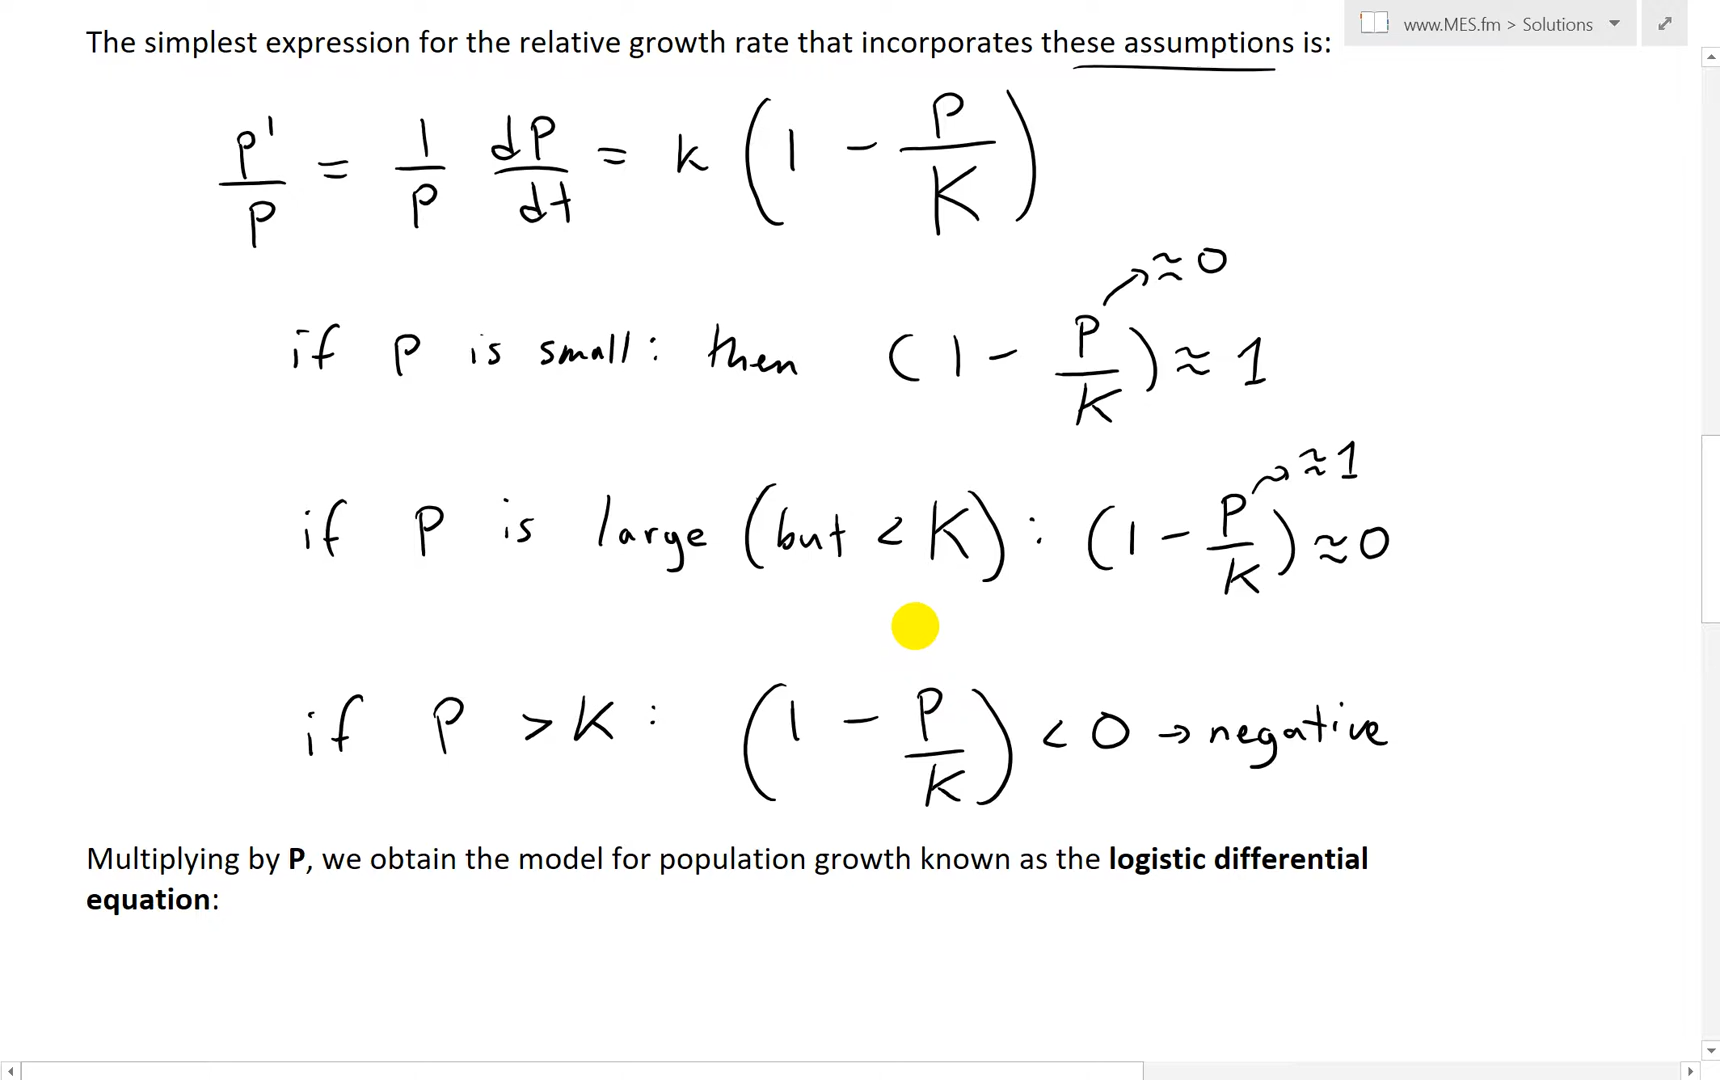 The simplest expression for the relative growth rate that incorporates these assumptions is:
www.MES.fm > Solutions
P'/P = 1/P dP/dt = k (1 - P/K)
≈ 0
if P is small: then (1 - P/K) ≈ 1
≈ 1
if P is large (but < K): (1 - P/K) ≈ 0
if P > K: (1 - P/K) < 0 → negative
Multiplying by P, we obtain the model for population growth known as the logistic differential
equation: